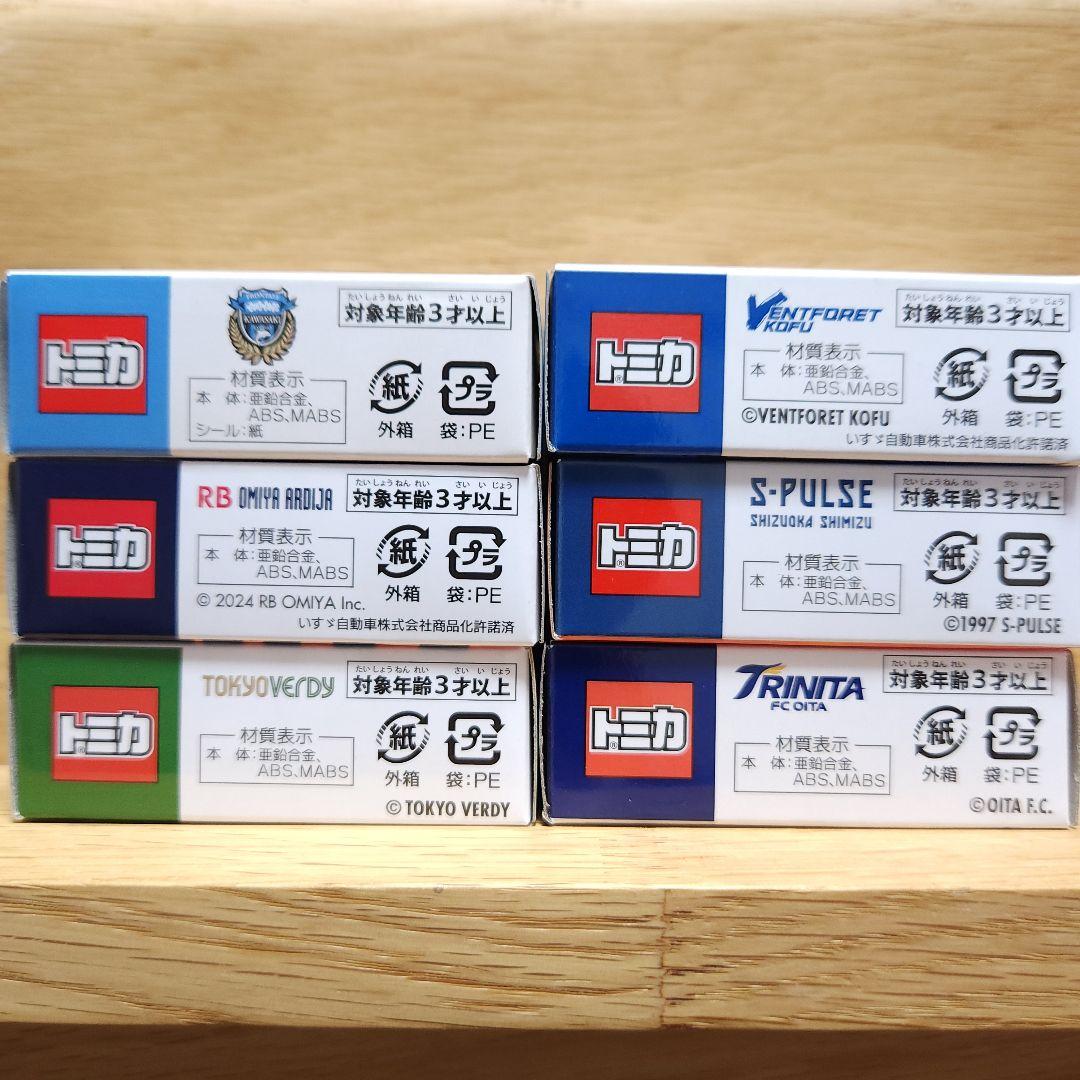 トミカ®
FRONTALE
KAWASAKI
たいしょうねんれい さいいじょう
対象年齢3才以上
材質表示
本 体:亜鉛合金、
ABS、MABS
シール:紙
紙
外箱
プラ
袋:PE
トミカ®
VENTFORET
KOFU
たいしょうねんれい さいいじょう
対象年齢3才以上
材質表示
本 体:亜鉛合金、
ABS、MABS
紙
外箱
プラ
袋:PE
©VENTFORET KOFU
いすゞ自動車株式会社商品化許諾済
トミカ®
RB OMIYA ARDIJA
たいしょうねんれい さいいじょう
対象年齢3才以上
材質表示
本 体:亜鉛合金、
ABS、MABS
紙
外箱
プラ
袋:PE
© 2024 RB OMIYA Inc.
いすゞ自動車株式会社商品化許諾済
トミカ®
S-PULSE
SHIZUOKA SHIMIZU
たいしょうねんれい さいいじょう
対象年齢3才以上
材質表示
本 体:亜鉛合金、
ABS、MABS
紙
外箱
プラ
袋:PE
©1997 S-PULSE
トミカ®
TOKYO VERDY
たいしょうねんれい さいいじょう
対象年齢3才以上
材質表示
本 体:亜鉛合金、
ABS、MABS
紙
外箱
プラ
袋:PE
© TOKYO VERDY
トミカ®
TRINITA
FC OITA
たいしょうねんれい さいいじょう
対象年齢3才以上
材質表示
本 体:亜鉛合金、
ABS、MABS
紙
外箱
プラ
袋:PE
©OITA F.C.